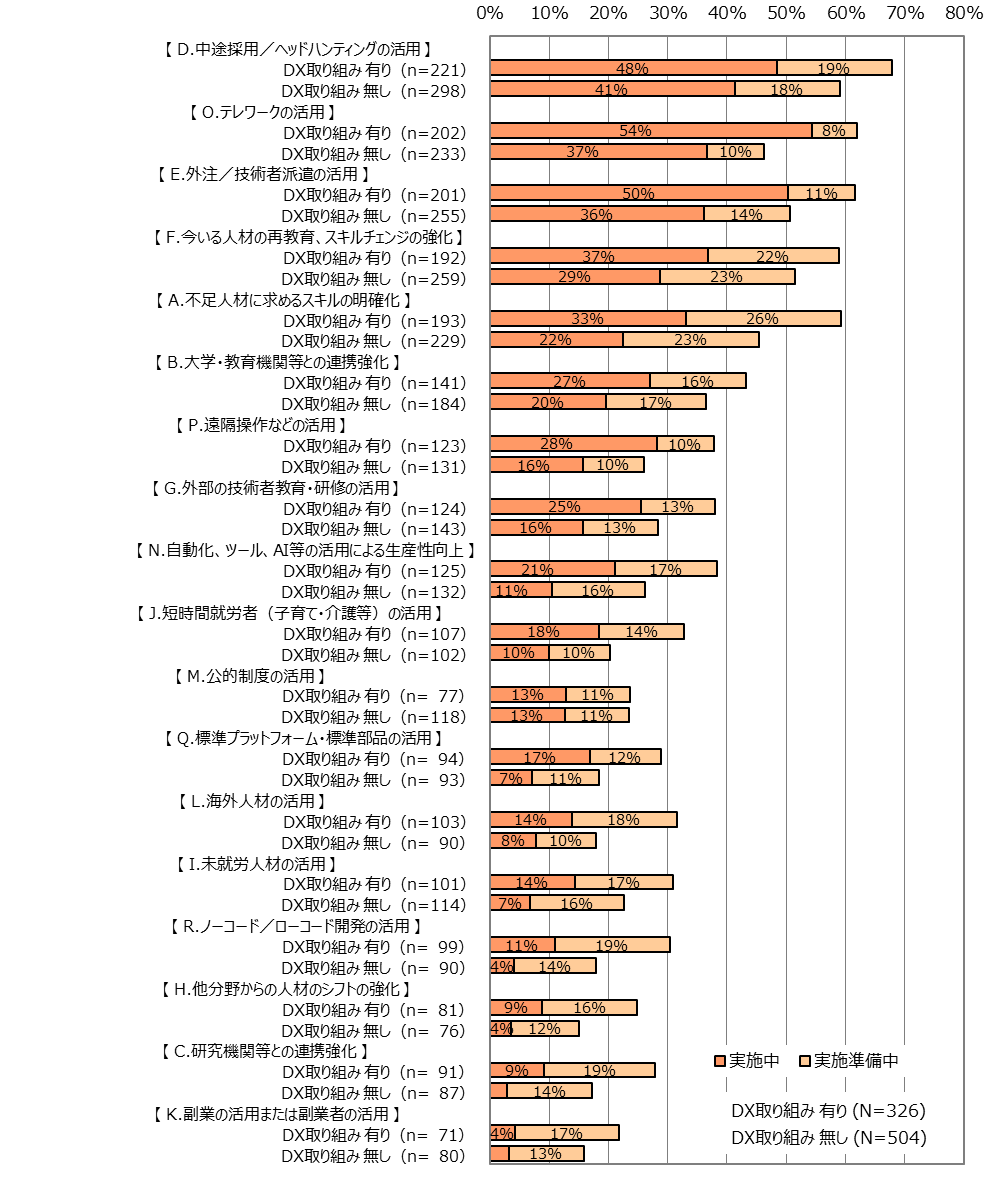 0% 10% 20% 30% 40% 50% 60% 70% 80%
【 D.中途採用／ヘッドハンティングの活用 】
DX取り組み 有り (n=221) 48% 19%
DX取り組み 無し (n=298) 41% 18%
【 O.テレワークの活用 】
DX取り組み 有り (n=202) 54% 8%
DX取り組み 無し (n=233) 37% 10%
【 E.外注／技術者派遣の活用 】
DX取り組み 有り (n=201) 50% 11%
DX取り組み 無し (n=255) 36% 14%
【 F.今いる人材の再教育、スキルチェンジの強化 】
DX取り組み 有り (n=192) 37% 22%
DX取り組み 無し (n=259) 29% 23%
【 A.不足人材に求めるスキルの明確化 】
DX取り組み 有り (n=193) 33% 26%
DX取り組み 無し (n=229) 22% 23%
【 B.大学・教育機関等との連携強化 】
DX取り組み 有り (n=141) 27% 16%
DX取り組み 無し (n=184) 20% 17%
【 P.遠隔操作などの活用 】
DX取り組み 有り (n=123) 28% 10%
DX取り組み 無し (n=131) 16% 10%
【 G.外部の技術者教育・研修の活用】
DX取り組み 有り (n=124) 25% 13%
DX取り組み 無し (n=143) 16% 13%
【 N.自動化、ツール、AI等の活用による生産性向上 】
DX取り組み 有り (n=125) 21% 17%
DX取り組み 無し (n=132) 11% 16%
【 J.短時間就労者（子育て・介護等）の活用 】
DX取り組み 有り (n=107) 18% 14%
DX取り組み 無し (n=102) 10% 10%
【 M.公的制度の活用 】
DX取り組み 有り (n= 77) 13% 11%
DX取り組み 無し (n=118) 13% 11%
【 Q.標準プラットフォーム・標準部品の活用 】
DX取り組み 有り (n= 94) 17% 12%
DX取り組み 無し (n= 93) 7% 11%
【 L.海外人材の活用 】
DX取り組み 有り (n=103) 14% 18%
DX取り組み 無し (n= 90) 8% 10%
【 I.未就労人材の活用 】
DX取り組み 有り (n=101) 14% 17%
DX取り組み 無し (n=114) 7% 16%
【 R.ノーコード／ローコード開発の活用 】
DX取り組み 有り (n= 99) 11% 19%
DX取り組み 無し (n= 90) 4% 14%
【 H.他分野からの人材のシフトの強化 】
DX取り組み 有り (n= 81) 9% 16%
DX取り組み 無し (n= 76) 4% 12%
【 C.研究機関等との連携強化 】
DX取り組み 有り (n= 91) 9% 19%
DX取り組み 無し (n= 87) 14%
【 K.副業の活用または副業者の活用 】
DX取り組み 有り (n= 71) 4% 17%
DX取り組み 無し (n= 80) 13%
実施中 実施準備中
DX取り組み 有り (N=326)
DX取り組み 無し (N=504)